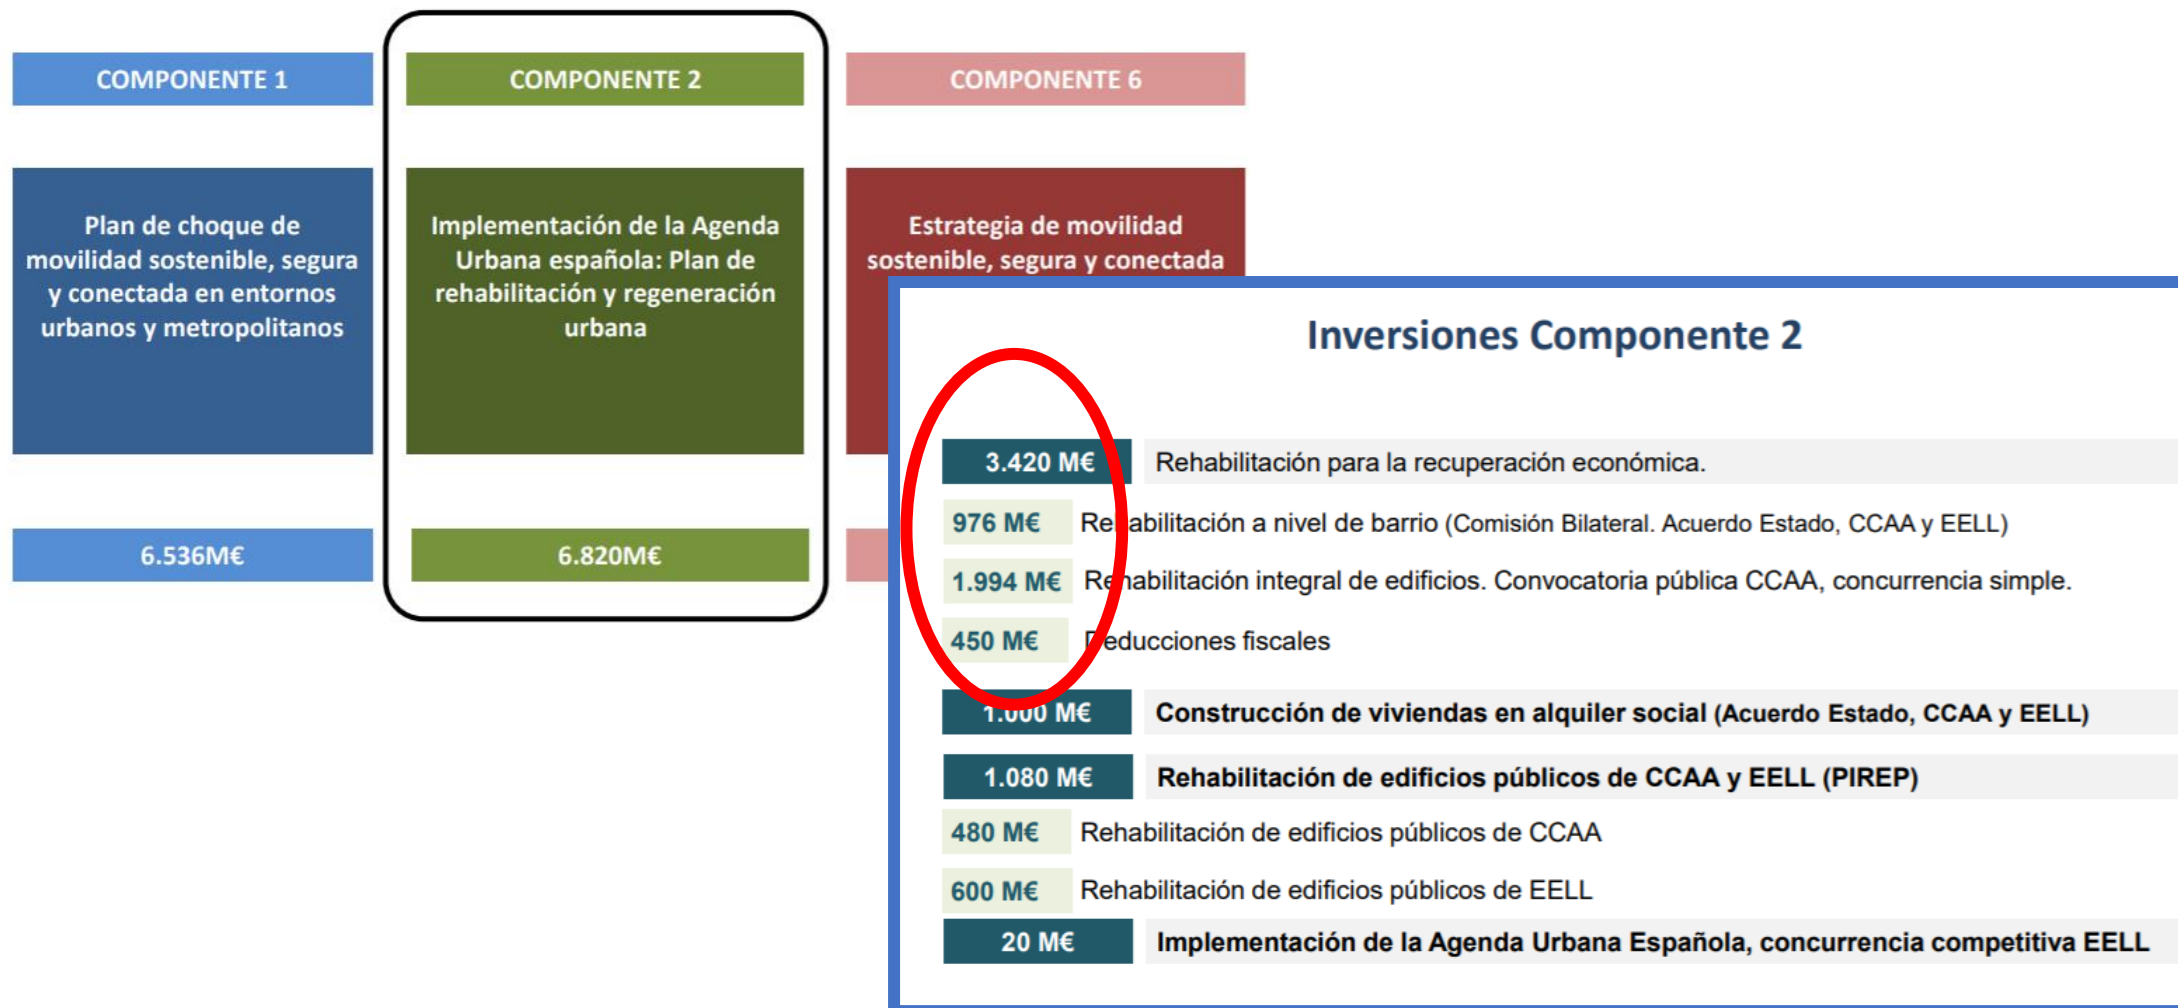 COMPONENTE 1
COMPONENTE 2
COMPONENTE 6
Plan de choque de
movilidad sostenible, segura
y conectada en entornos
urbanos y metropolitanos
Implementación de la Agenda
Urbana española: Plan de
rehabilitación y regeneración
urbana
Estrategia de movilidad
sostenible, segura y conectada
6.536M€
6.820M€
Inversiones Componente 2
3.420 M€ Rehabilitación para la recuperación económica.
976 M€ Rehabilitación a nivel de barrio (Comisión Bilateral. Acuerdo Estado, CCAA y EELL)
1.994 M€ Rehabilitación integral de edificios. Convocatoria pública CCAA, concurrencia simple.
450 M€ Deducciones fiscales
1.000 M€ Construcción de viviendas en alquiler social (Acuerdo Estado, CCAA y EELL)
1.080 M€ Rehabilitación de edificios públicos de CCAA y EELL (PIREP)
480 M€ Rehabilitación de edificios públicos de CCAA
600 M€ Rehabilitación de edificios públicos de EELL
20 M€ Implementación de la Agenda Urbana Española, concurrencia competitiva EELL